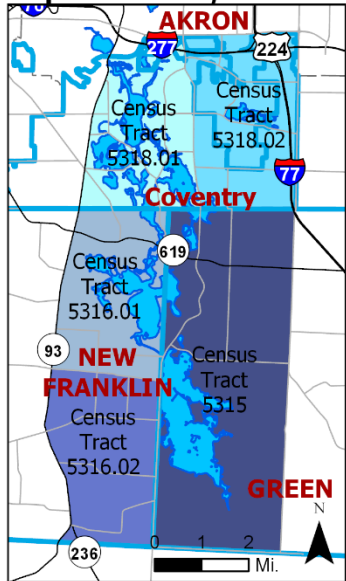 AKRON
76
277
224
Census
Tract
5318.01
Census
Tract
5318.02
77
Coventry
619
Census
Tract
5316.01
93
NEW
FRANKLIN
Census
Tract
5315
Census
Tract
5316.02
GREEN
N
236
0 1 2
Mi.